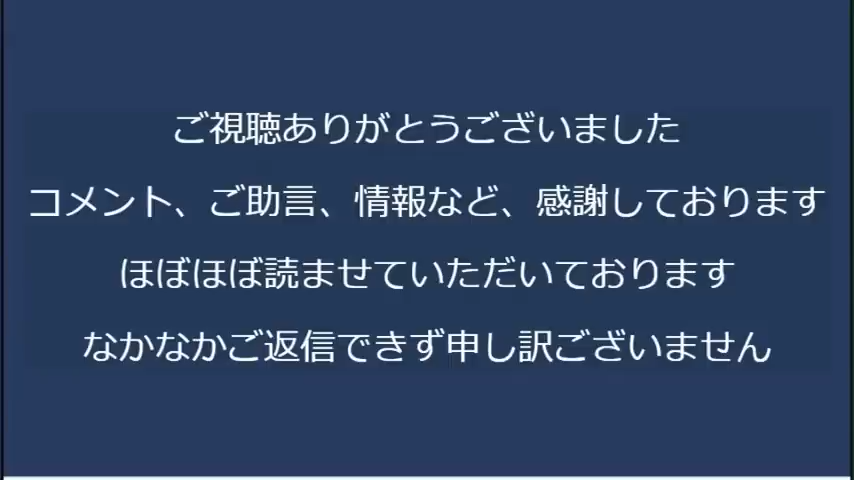 ご視聴ありがとうございました
コメント、ご助言、情報など、感謝しております
ほぼほぼ読ませていただいております
なかなかご返信できず申し訳ございません